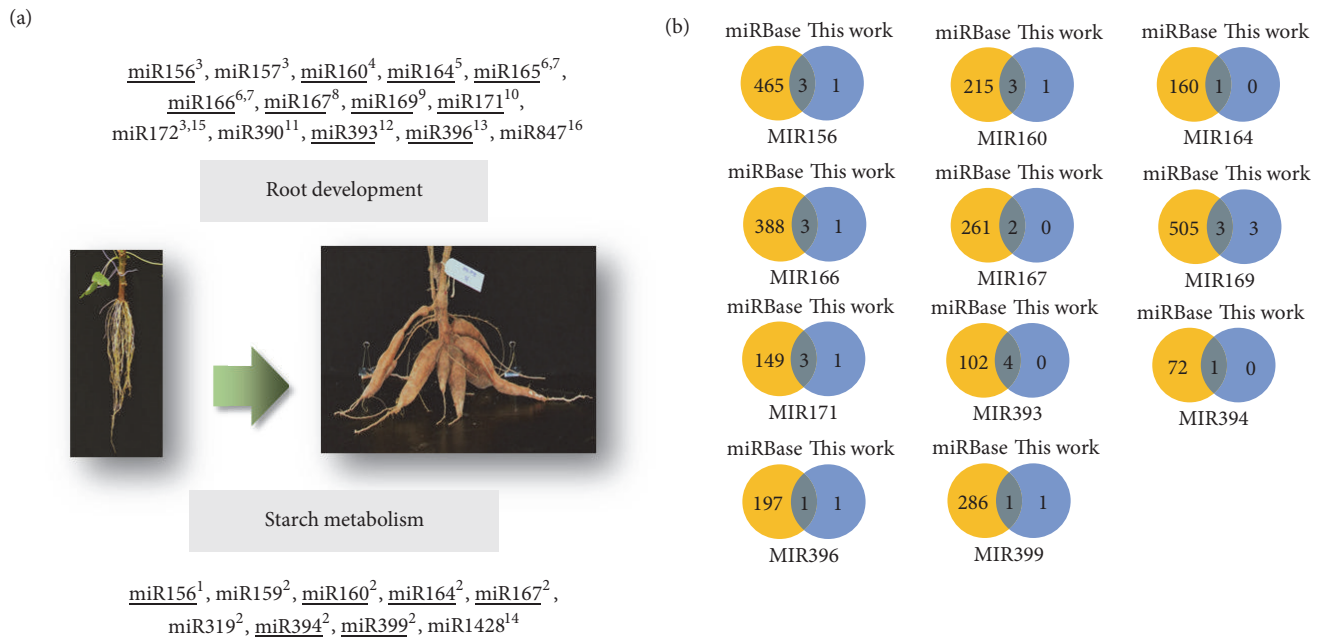 (a)
miR156³, miR157³, miR160⁴, miR164⁵, miR165⁶,⁷,
miR166⁶,⁷, miR167⁸, miR169⁹, miR171¹⁰,
miR172³,¹⁵, miR390¹¹, miR393¹², miR396¹³, miR847¹⁶
Root development
Starch metabolism
miR156¹, miR159², miR160², miR164², miR167²,
miR319², miR394², miR399², miR1428¹⁴
(b)
miRBase This work
465 3 1
MIR156
miRBase This work
215 3 1
MIR160
miRBase This work
160 1 0
MIR164
miRBase This work
388 3 1
MIR166
miRBase This work
261 2 0
MIR167
miRBase This work
505 3 3
MIR169
miRBase This work
149 3 1
MIR171
miRBase This work
102 4 0
MIR393
miRBase This work
72 1 0
MIR394
miRBase This work
197 1 1
MIR396
miRBase This work
286 1 1
MIR399